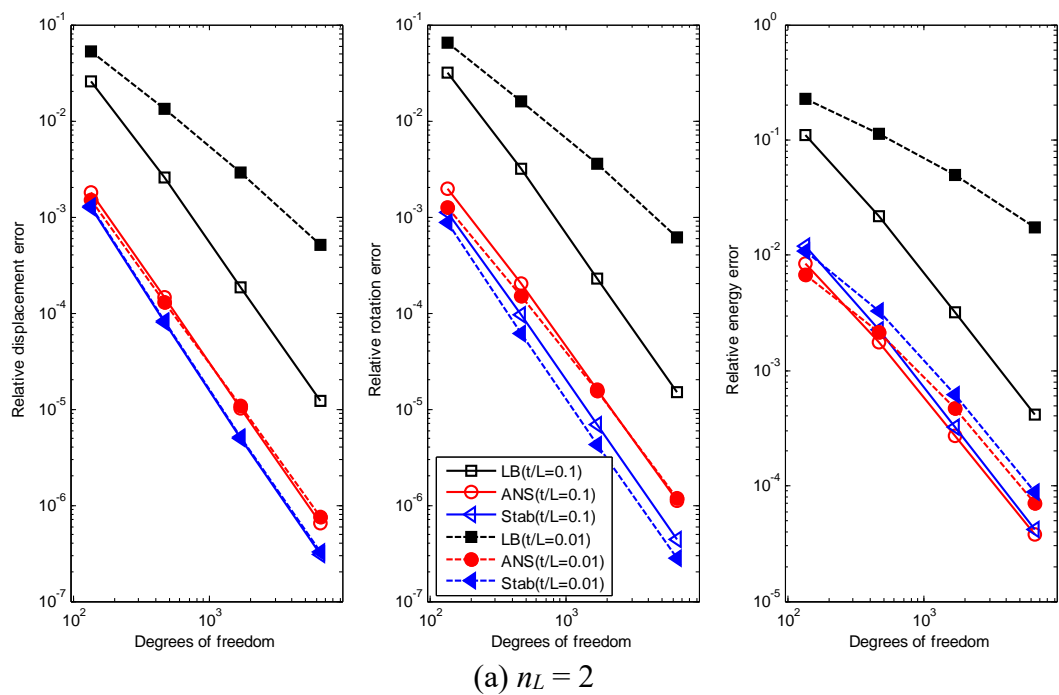 Relative displacement error
10^-1
10^-2
10^-3
10^-4
10^-5
10^-6
10^-7
10^2
10^3
Degrees of freedom
Relative rotation error
10^-1
10^-2
10^-3
10^-4
10^-5
10^-6
10^-7
LB(t/L=0.1)
ANS(t/L=0.1)
Stab(t/L=0.1)
LB(t/L=0.01)
ANS(t/L=0.01)
Stab(t/L=0.01)
10^2
10^3
Degrees of freedom
Relative energy error
10^0
10^-1
10^-2
10^-3
10^-4
10^-5
10^2
10^3
Degrees of freedom
(a) n_L = 2